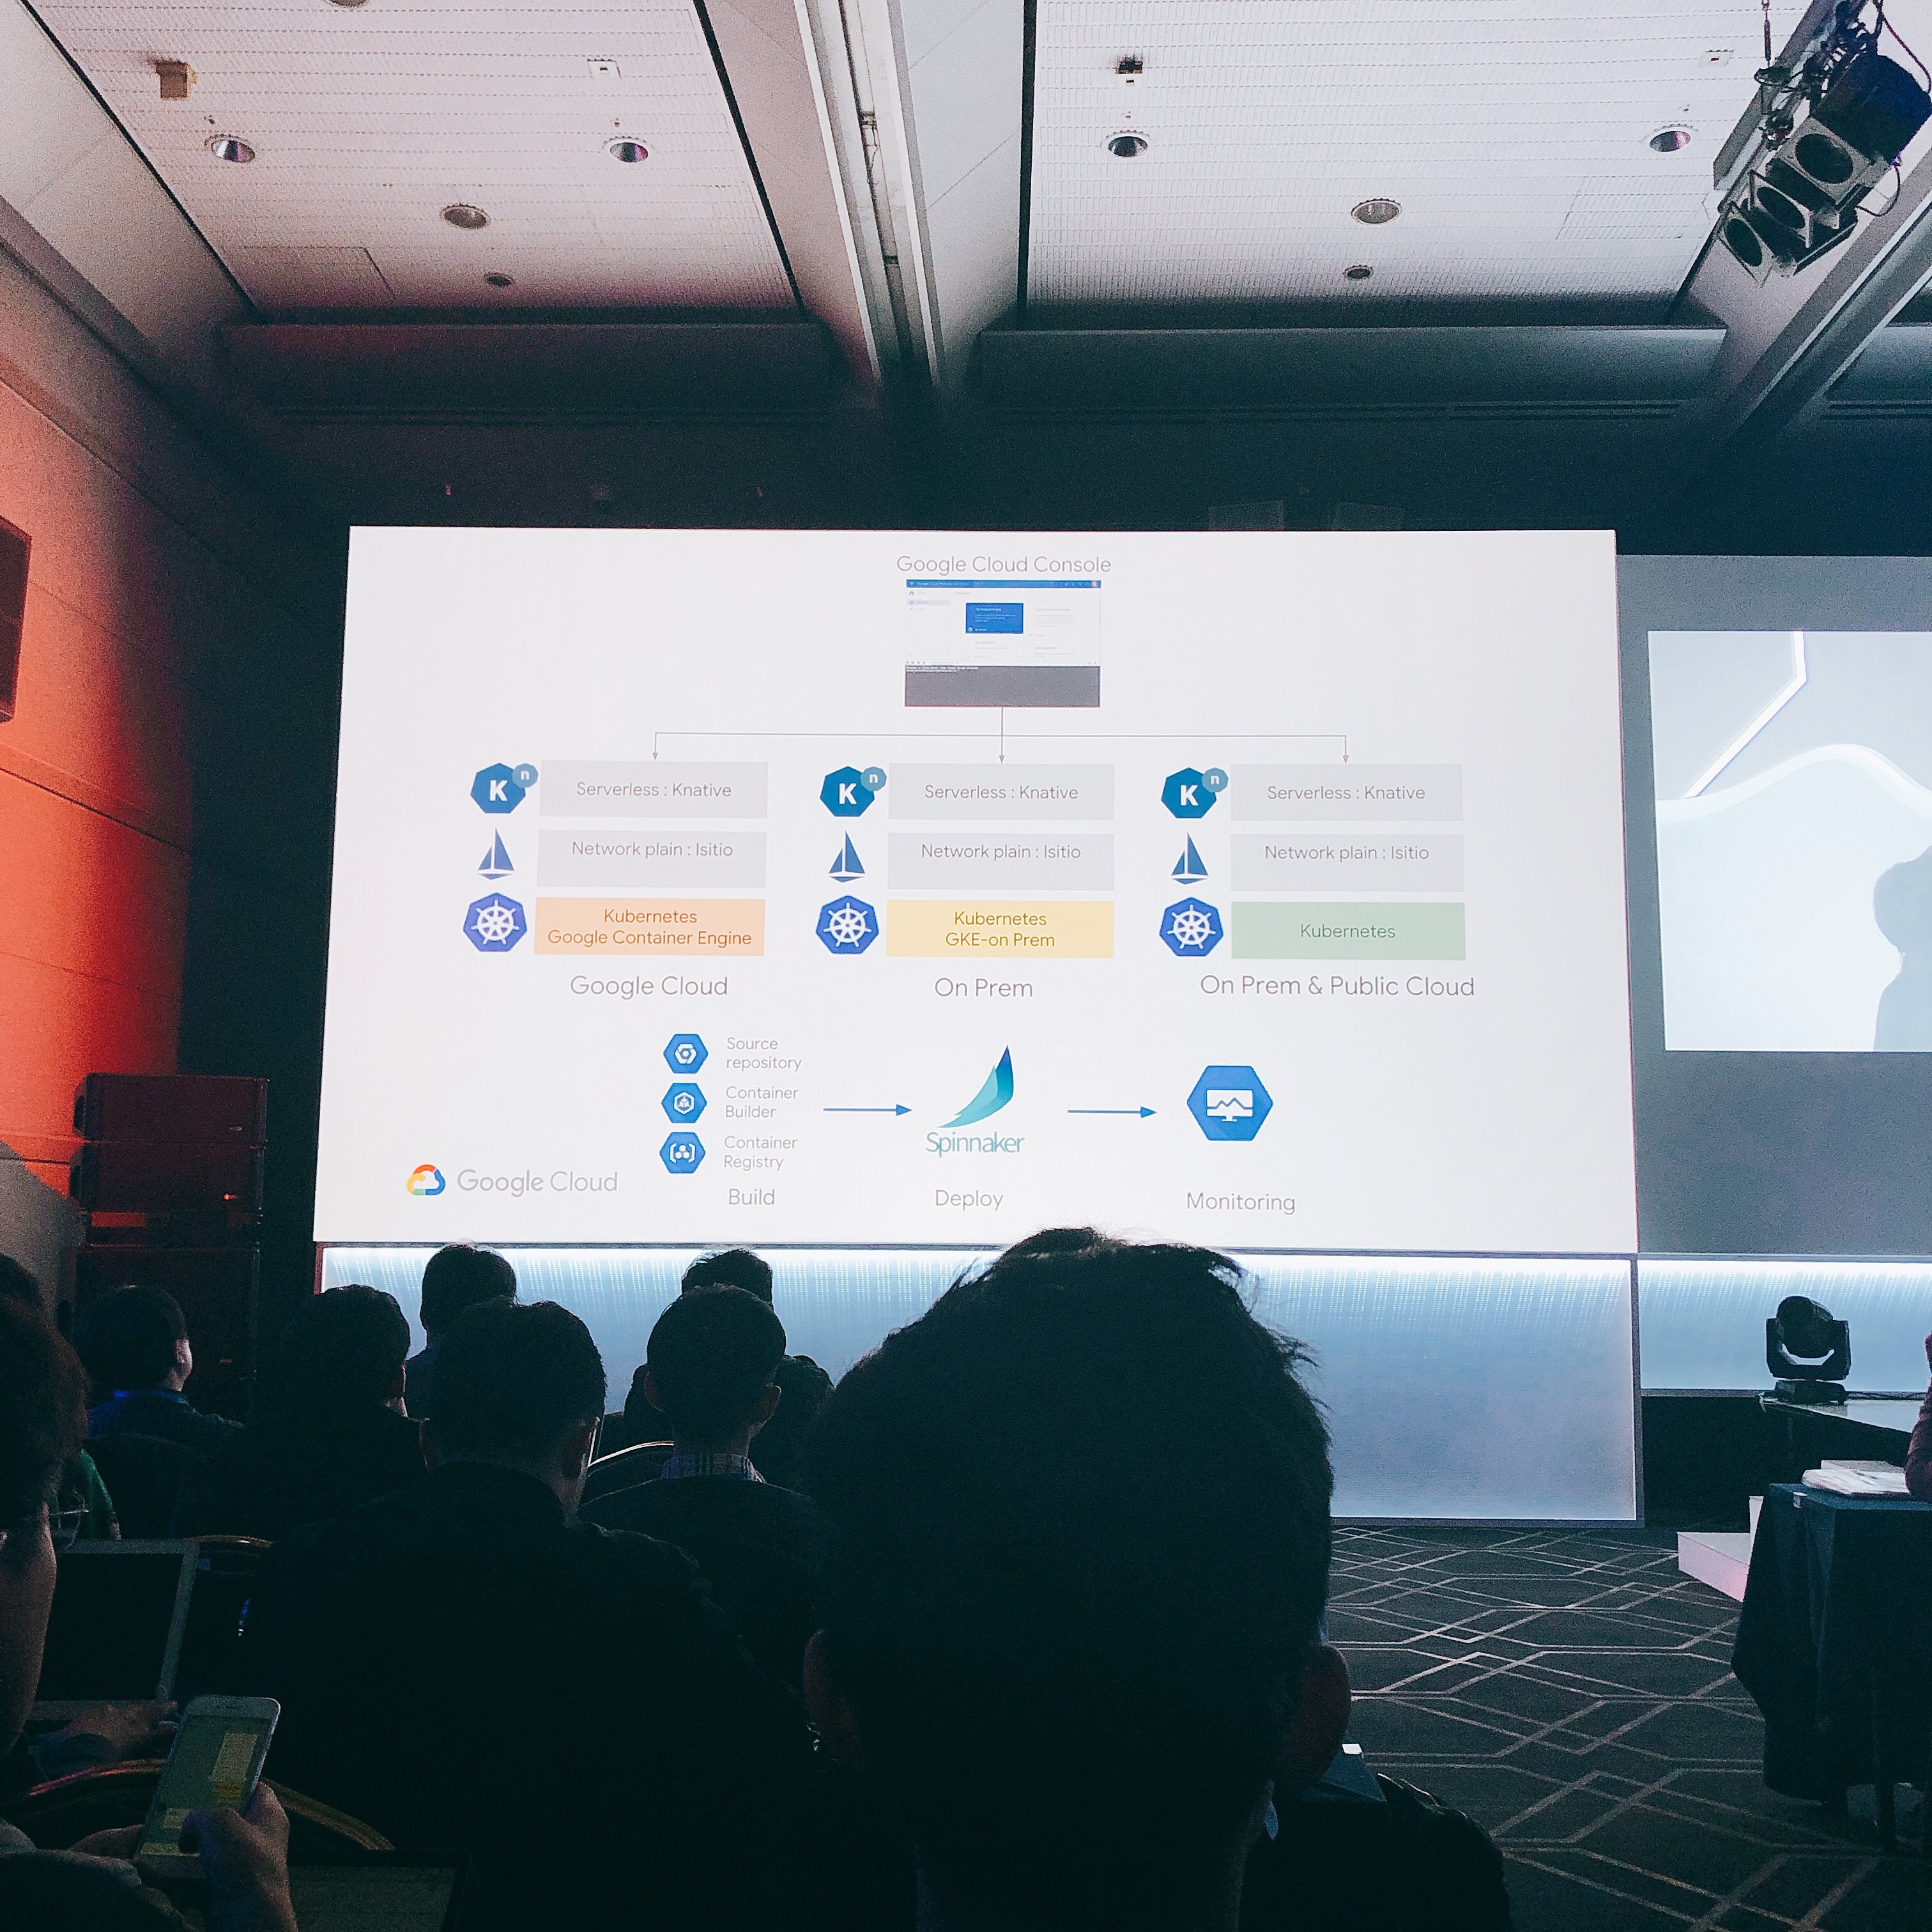 Google Cloud Console
K n
Serverless : Knative
K n
Serverless : Knative
K n
Serverless : Knative
Network plain : Isitio
Network plain : Isitio
Network plain : Isitio
Kubernetes
Google Container Engine
Kubernetes
GKE-on Prem
Kubernetes
Google Cloud
On Prem
On Prem & Public Cloud
Source
repository
Container
Builder
Container
Registry
Build
Spinnaker
Deploy
Monitoring
Google Cloud